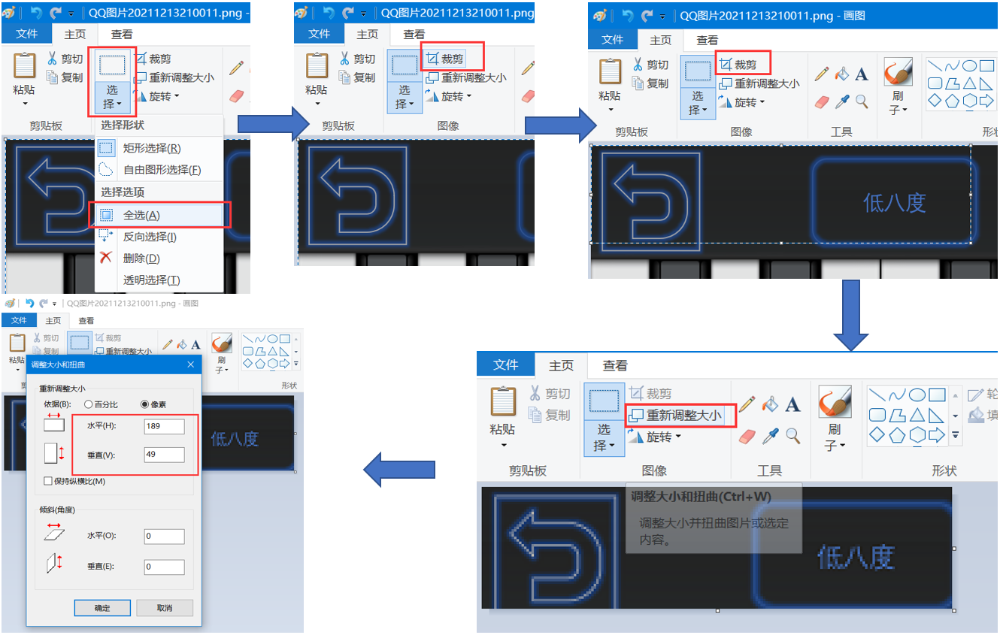 QQ图片20211213210011.png -
文件 主页 查看
剪切
复制
粘贴
选择
裁剪
重新调整大小
旋转
剪贴板
选择形状
矩形选择(R)
自由图形选择(F)
选择选项
全选(A)
反向选择(I)
删除(D)
透明选择(T)
QQ图片20211213210011.png
文件 主页 查看
剪切
复制
粘贴
选择
裁剪
重新调整大小
旋转
剪贴板
图像
QQ图片20211213210011.png - 画图
文件 主页 查看
剪切
复制
粘贴
选择
裁剪
重新调整大小
旋转
A
刷子
剪贴板
图像
工具
低八度
文件 主页 查看
剪切
复制
粘贴
选择
裁剪
重新调整大小
旋转
A
刷子
剪贴板
图像
工具
形状
调整大小和扭曲(Ctrl+W)
调整大小并扭曲图片或选定
内容。
低八度
QQ图片20211213210011.png - 画图
文件 主页 查看
剪切
复制
粘贴
裁剪
重新调整大小
A
刷子
形状
调整大小和扭曲
重新调整大小
依据(B): 百分比 像素
水平(H): 189
垂直(V): 49
保持纵横比(M)
倾斜(角度)
水平(O): 0
垂直(E): 0
确定 取消
低八度